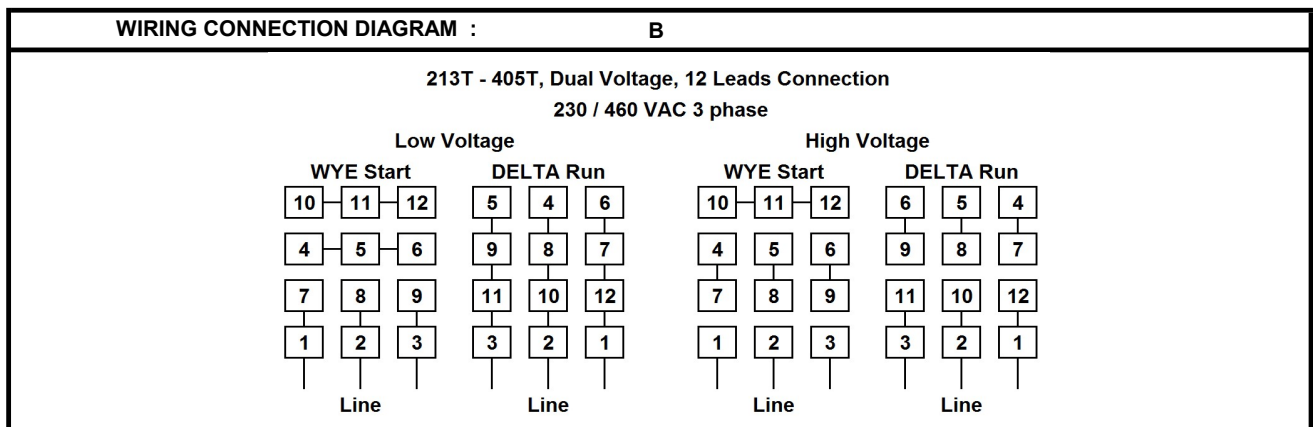 WIRING CONNECTION DIAGRAM : B
213T - 405T, Dual Voltage, 12 Leads Connection
230 / 460 VAC 3 phase
Low Voltage High Voltage
WYE Start DELTA Run WYE Start DELTA Run
10 11 12 5 4 6 10 11 12 6 5 4
4 5 6 9 8 7 4 5 6 9 8 7
7 8 9 11 10 12 7 8 9 11 10 12
1 2 3 3 2 1 1 2 3 3 2 1
Line Line Line Line